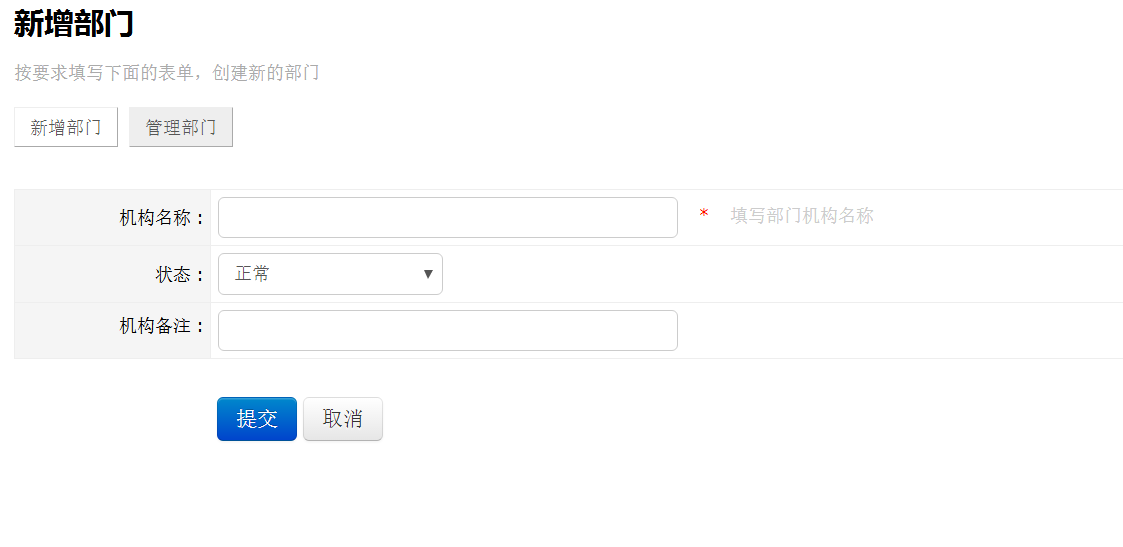 新增部门
按要求填写下面的表单，创建新的部门
新增部门 管理部门
机构名称： * 填写部门机构名称
状态： 正常
机构备注：
提交 取消